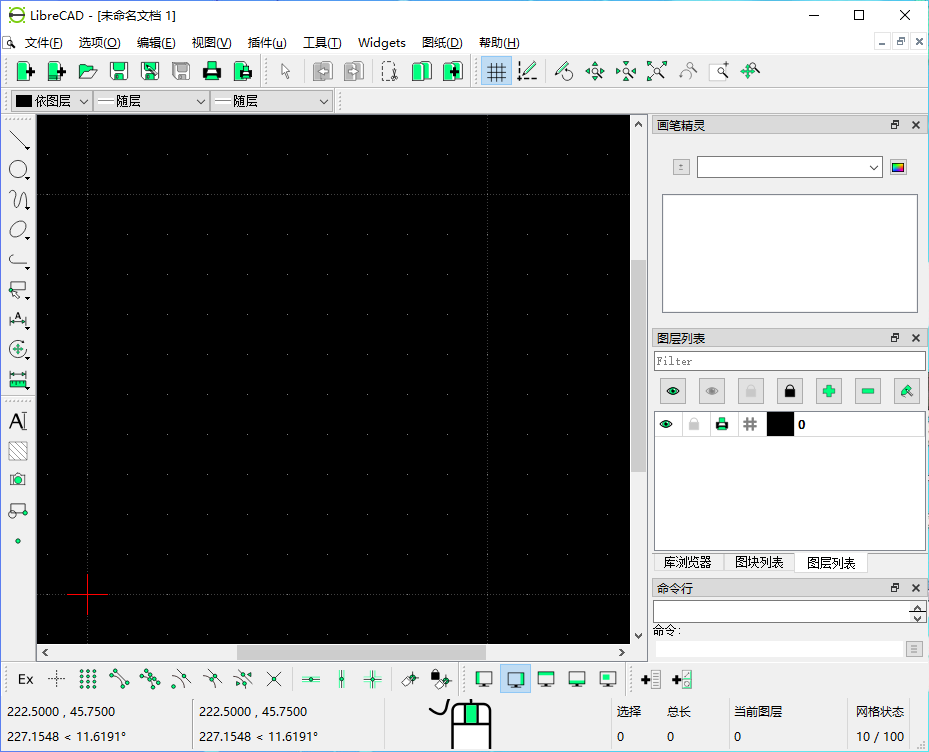 LibreCAD - [未命名文档 1]
文件(F) 选项(O) 编辑(E) 视图(V) 插件(u) 工具(T) Widgets 图纸(D) 帮助(H)
依图层 随层 随层
画笔精灵
图层列表
Filter
0
库浏览器 图块列表 图层列表
命令行
命令:
Ex
222.5000 , 45.7500 222.5000 , 45.7500 选择 总长 当前图层 网格状态
227.1548 < 11.6191° 227.1548 < 11.6191° 0 0 0 10 / 100